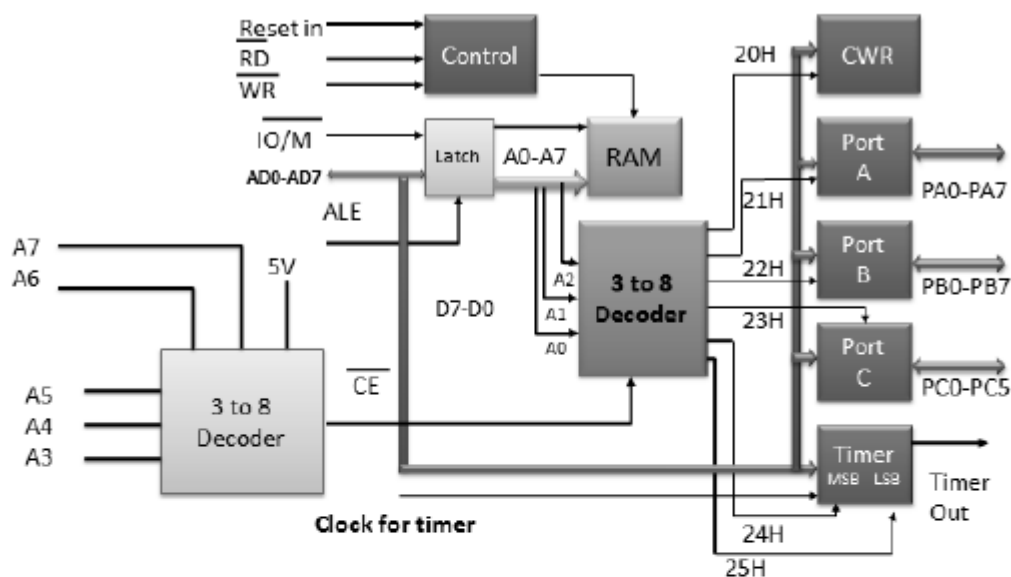 Reset in
RD
WR
Control
20H
CWR
IO/M
AD0-AD7
Latch
A0-A7
RAM
Port
A
PA0-PA7
ALE
21H
A7
A6
5V
D7-D0
A2
A1
A0
3 to 8
Decoder
22H
Port
B
PB0-PB7
23H
Port
C
PC0-PC5
CE
A5
A4
A3
3 to 8
Decoder
Timer
MSB LSB
Timer
Out
Clock for timer
24H
25H